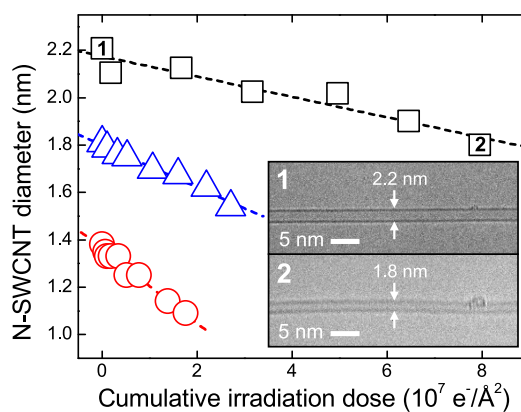 N-SWCNT diameter (nm)
2.2
2.0
1.8
1.6
1.4
1.2
1.0
1
2
1
2.2 nm
5 nm
2
1.8 nm
5 nm
0
2
4
6
8
Cumulative irradiation dose (10⁷ e⁻/Å²)